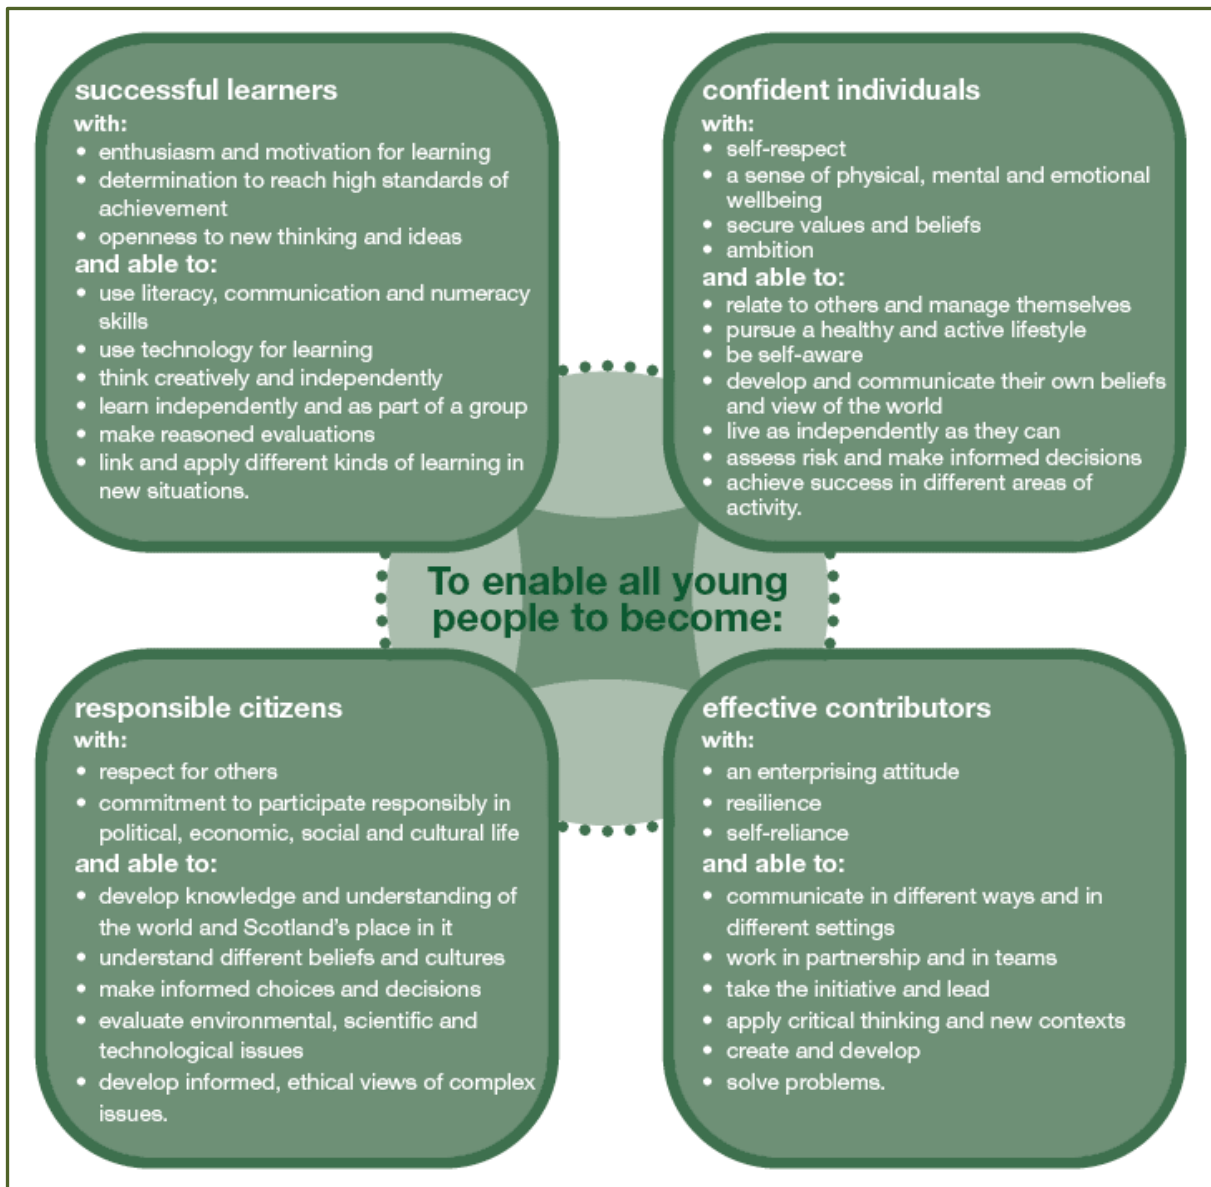 successful learners
with:
• enthusiasm and motivation for learning
• determination to reach high standards of
achievement
• openness to new thinking and ideas
and able to:
• use literacy, communication and numeracy
skills
• use technology for learning
• think creatively and independently
• learn independently and as part of a group
• make reasoned evaluations
• link and apply different kinds of learning in
new situations.
confident individuals
with:
• self-respect
• a sense of physical, mental and emotional
wellbeing
• secure values and beliefs
• ambition
and able to:
• relate to others and manage themselves
• pursue a healthy and active lifestyle
• be self-aware
• develop and communicate their own beliefs
and view of the world
• live as independently as they can
• assess risk and make informed decisions
• achieve success in different areas of
activity.
To enable all young
people to become:
responsible citizens
with:
• respect for others
• commitment to participate responsibly in
political, economic, social and cultural life
and able to:
• develop knowledge and understanding of
the world and Scotland's place in it
• understand different beliefs and cultures
• make informed choices and decisions
• evaluate environmental, scientific and
technological issues
• develop informed, ethical views of complex
issues.
effective contributors
with:
• an enterprising attitude
• resilience
• self-reliance
and able to:
• communicate in different ways and in
different settings
• work in partnership and in teams
• take the initiative and lead
• apply critical thinking and new contexts
• create and develop
• solve problems.